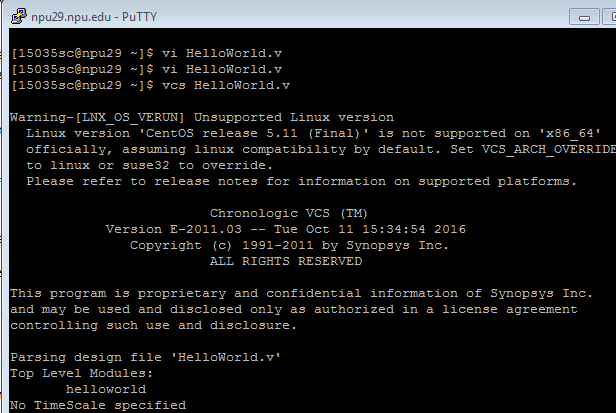 npu29.npu.edu - PuTTY
[15035sc@npu29 ~]$ vi HelloWorld.v
[15035sc@npu29 ~]$ vi HelloWorld.v
[15035sc@npu29 ~]$ vcs HelloWorld.v
Warning-[LNX_OS_VERUN] Unsupported Linux version
Linux version 'CentOS release 5.11 (Final)' is not supported on 'x86_64'
officially, assuming linux compatibility by default. Set VCS_ARCH_OVERRIDE
to linux or suse32 to override.
Please refer to release notes for information on supported platforms.
Chronologic VCS (TM)
Version E-2011.03 -- Tue Oct 11 15:34:54 2016
Copyright (c) 1991-2011 by Synopsys Inc.
ALL RIGHTS RESERVED
This program is proprietary and confidential information of Synopsys Inc.
and may be used and disclosed only as authorized in a license agreement
controlling such use and disclosure.
Parsing design file 'HelloWorld.v'
Top Level Modules:
helloworld
No TimeScale specified